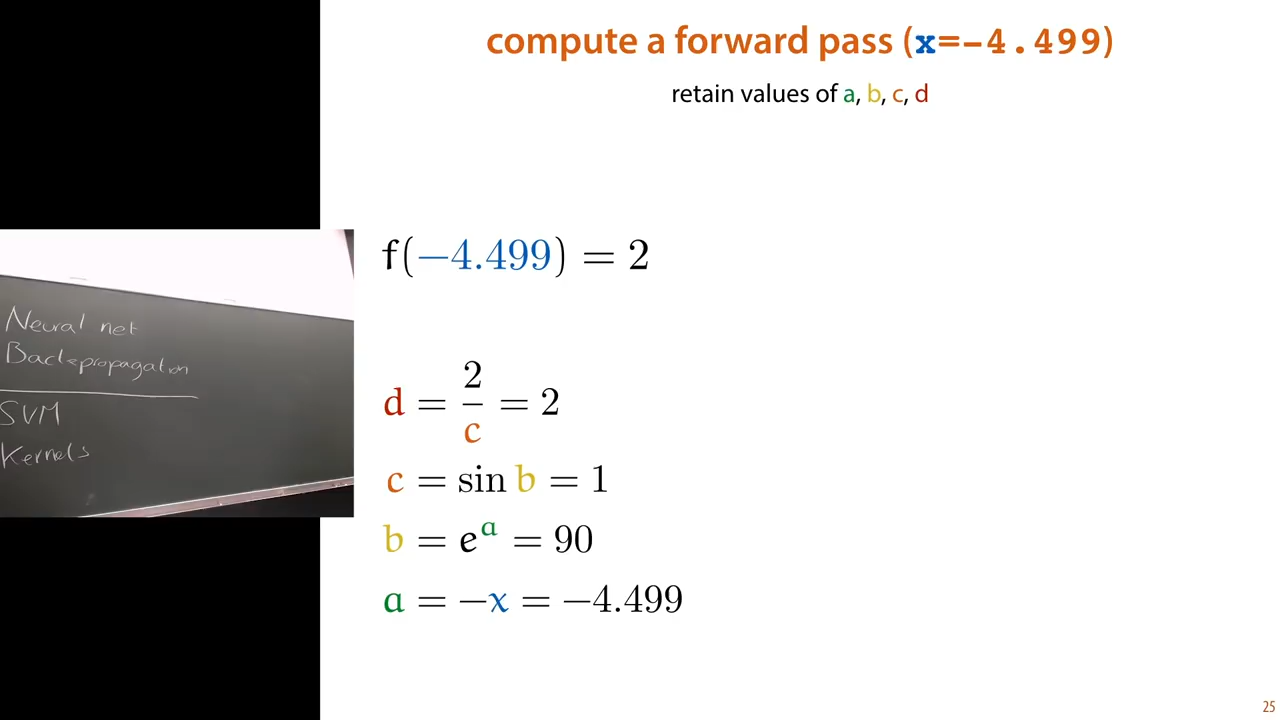 compute a forward pass (x=-4.499)
retain values of a, b, c, d
f(−4.499) = 2
d = 2/c = 2
c = sin b = 1
b = e^a = 90
a = −x = −4.499
Neural net
Backpropagation
SVM
Kernels
25